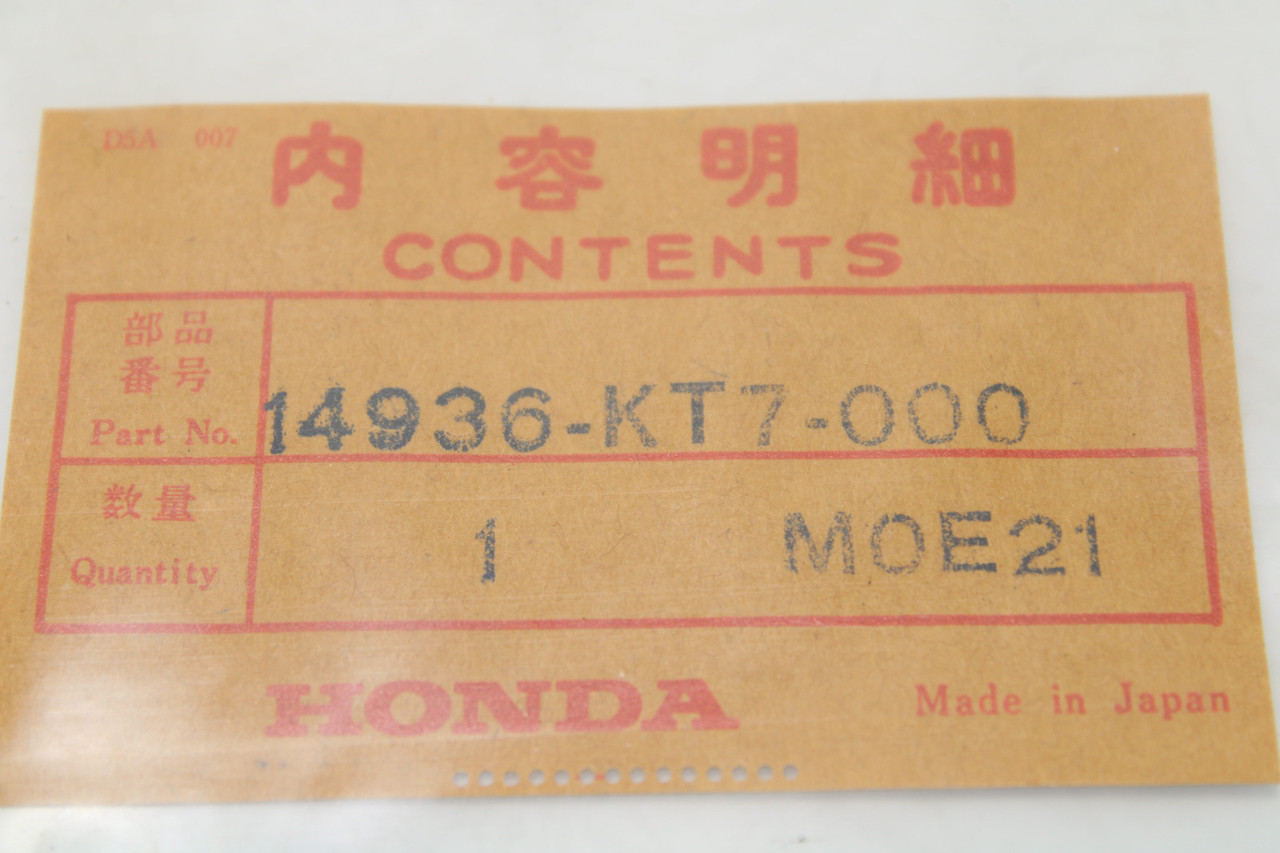 D5A 007
内容明細
CONTENTS
部品
番号
Part No.
14936-KT7-000
数量
Quantity
1 MOE21
HONDA
Made in Japan